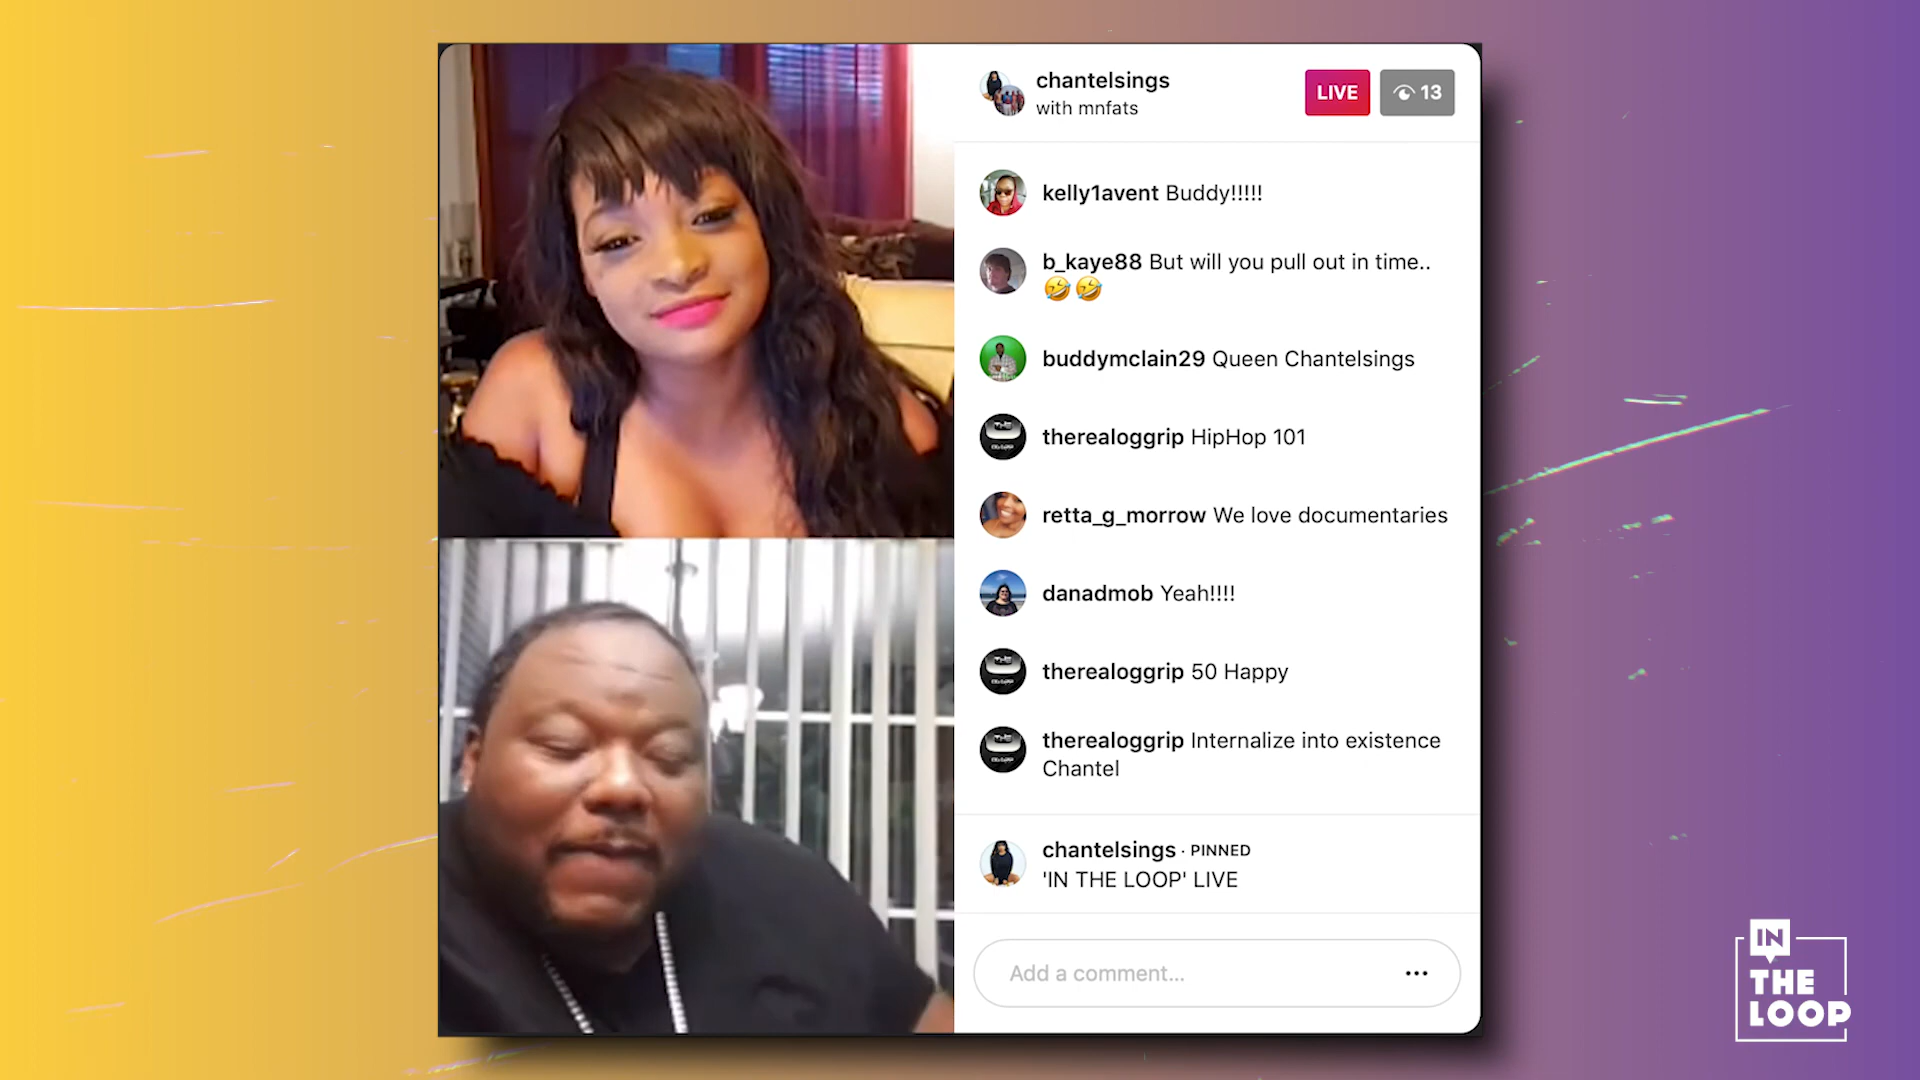 chantelsings
with mnfats
LIVE
13
kelly1avent Buddy!!!!!
b_kaye88 But will you pull out in time..
🤣🤣
buddymclain29 Queen Chantelsings
therealoggrip HipHop 101
retta_g_morrow We love documentaries
danadmob Yeah!!!!
therealoggrip 50 Happy
therealoggrip Internalize into existence
Chantel
chantelsings · PINNED
'IN THE LOOP' LIVE
Add a comment...
IN
THE
LOOP